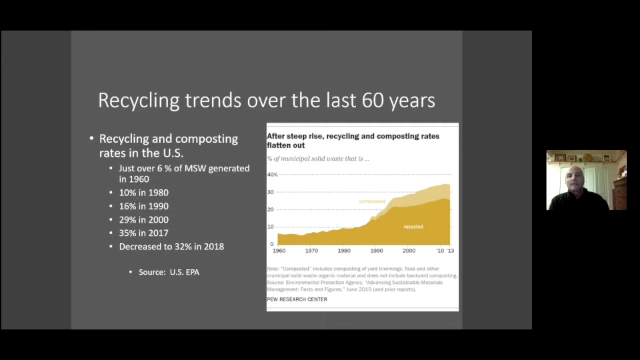 Recycling trends over the last 60 years
• Recycling and composting
rates in the U.S.
• Just over 6 % of MSW generated
in 1960
• 10% in 1980
• 16% in 1990
• 29% in 2000
• 35% in 2017
• Decreased to 32% in 2018
• Source: U.S. EPA
After steep rise, recycling and composting rates
flatten out
% of municipal solid waste that is ...
40%
30
20
10
0
composted
recycled
1960 1970 1980 1990 2000 '10 '13
Note: "Composted" includes composting of yard trimmings, food and other
municipal solid waste organic material and does not include backyard composting.
Source: Environmental Protection Agency, "Advancing Sustainable Materials
Management: Facts and Figures," June 2015 (and prior reports).
PEW RESEARCH CENTER